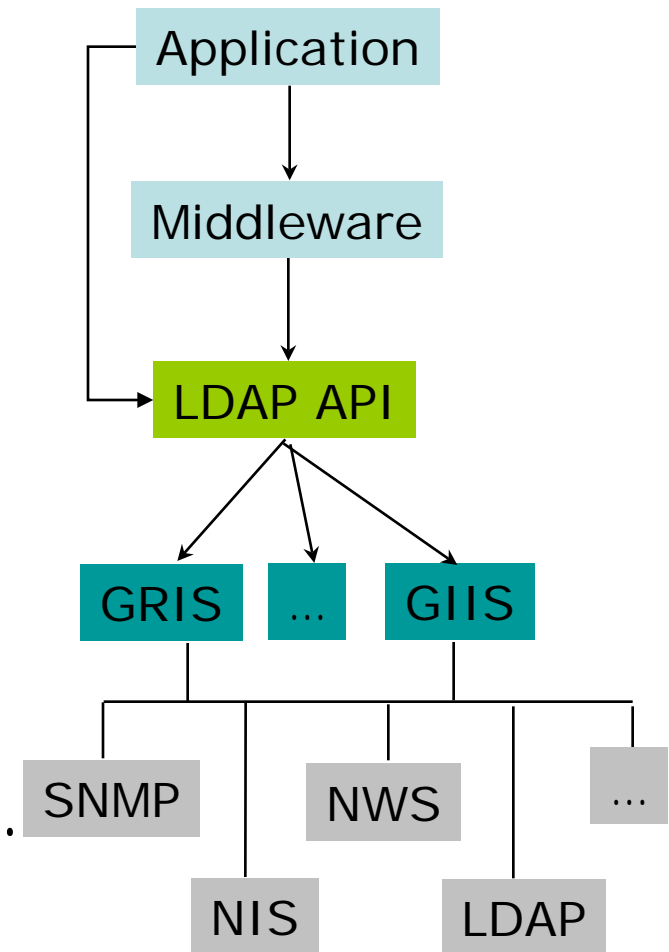 Application
Middleware
LDAP API
GRIS
...
GIIS
SNMP
NWS
...
.
NIS
LDAP